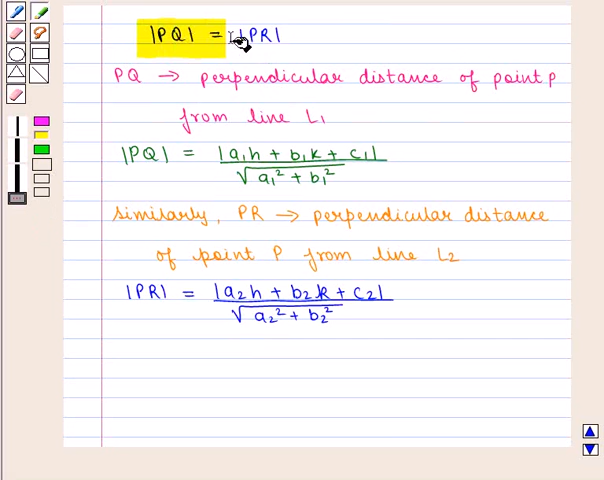 |PQ| = |PR|
PQ → perpendicular distance of point P
from line L₁
|PQ| = |a₁h + b₁k + c₁|
√a₁² + b₁²
Similarly, PR → perpendicular distance
of point P from line L₂
|PR| = |a₂h + b₂k + c₂|
√a₂² + b₂²